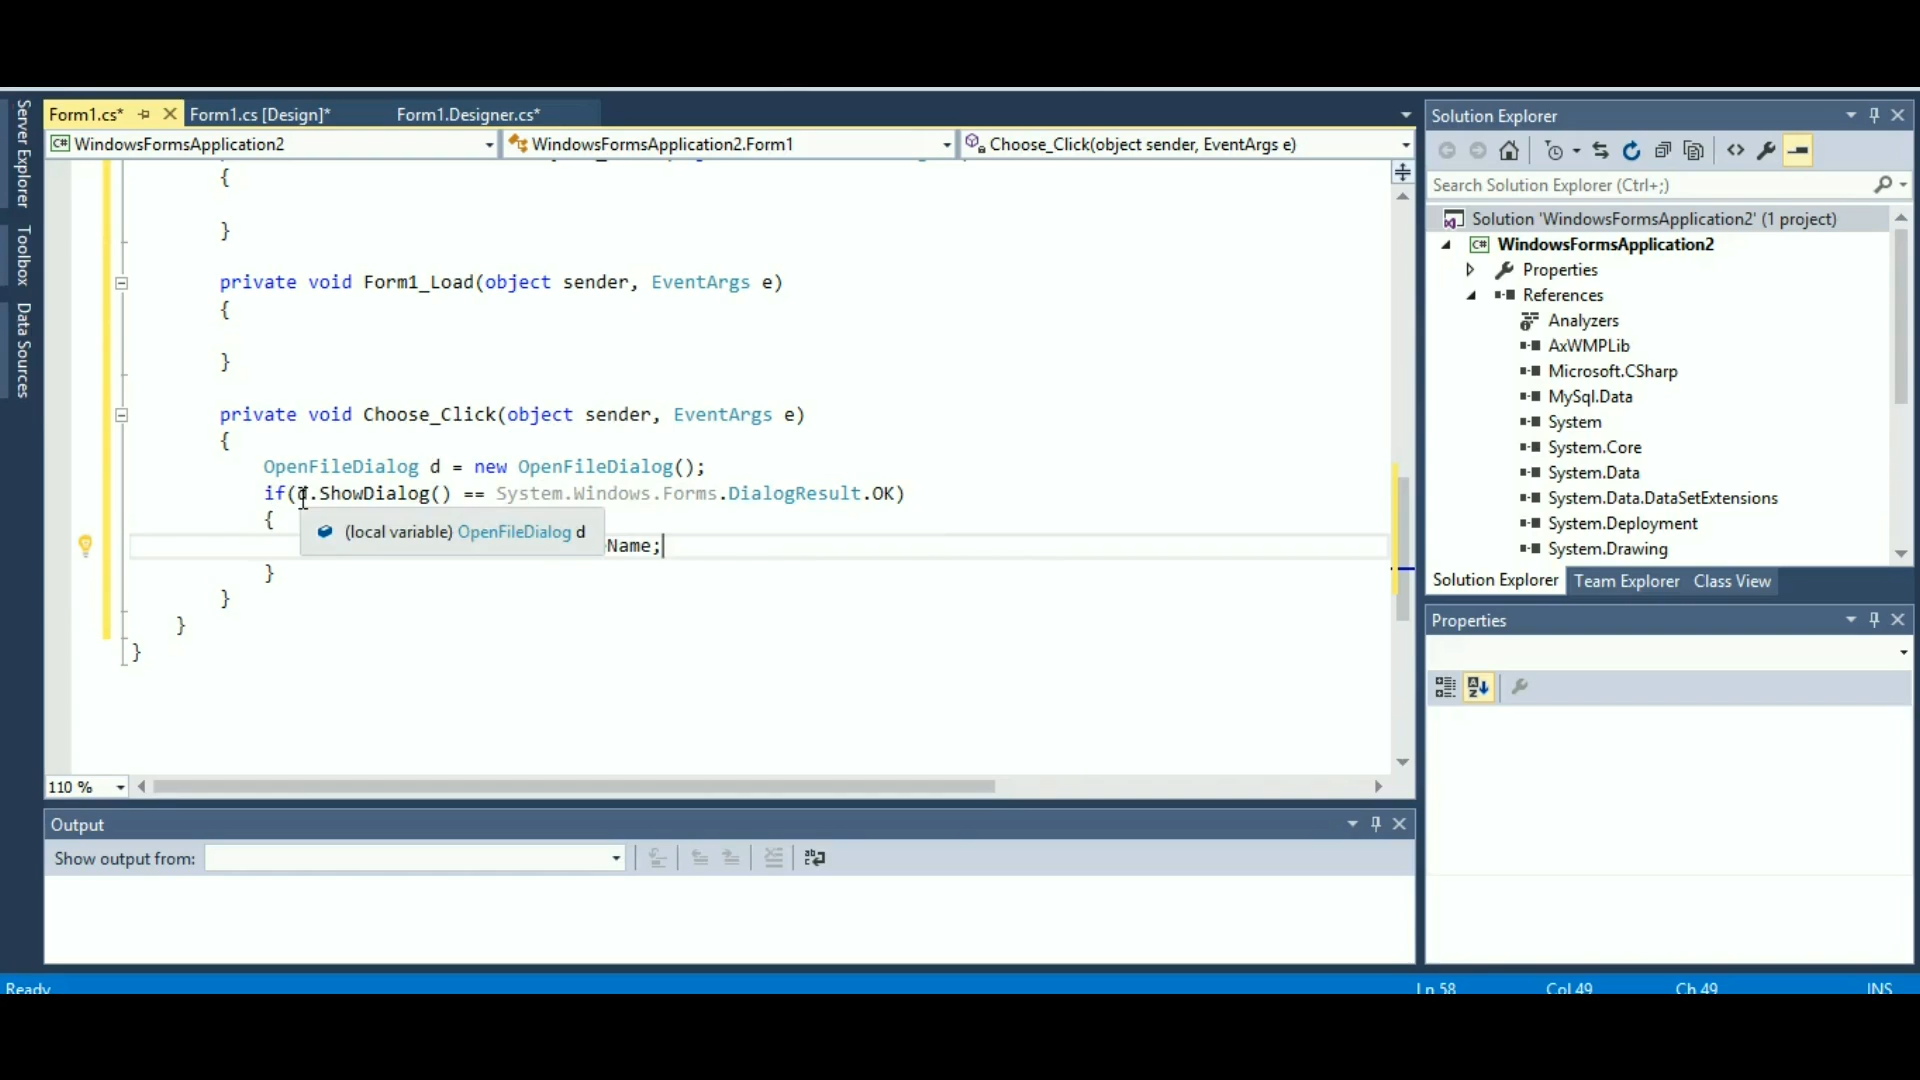 Server Explorer
Toolbox
Data Sources
Form1.cs*
Form1.cs [Design]*
Form1.Designer.cs*
WindowsFormsApplication2
WindowsFormsApplication2.Form1
Choose_Click(object sender, EventArgs e)
{
}
private void Form1_Load(object sender, EventArgs e)
{
}
private void Choose_Click(object sender, EventArgs e)
{
OpenFileDialog d = new OpenFileDialog();
if(d.ShowDialog() == System.Windows.Forms.DialogResult.OK)
{
(local variable) OpenFileDialog d
Name;
}
}
}
}
110 %
Output
Show output from:
Solution Explorer
Search Solution Explorer (Ctrl+;)
Solution 'WindowsFormsApplication2' (1 project)
C# WindowsFormsApplication2
Properties
References
Analyzers
AxWMPLib
Microsoft.CSharp
MySql.Data
System
System.Core
System.Data
System.Data.DataSetExtensions
System.Deployment
System.Drawing
Solution Explorer
Team Explorer
Class View
Properties
Ready
Ln 58
Col 49
Ch 49
INS